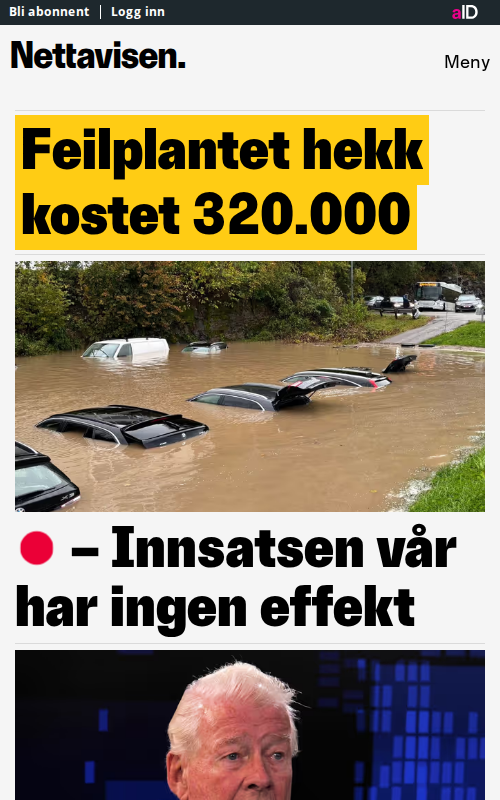 Bli abonnent | Logg inn
aID
Nettavisen.
Meny
Feilplantet hekk
kostet 320.000
– Innsatsen vår
har ingen effekt